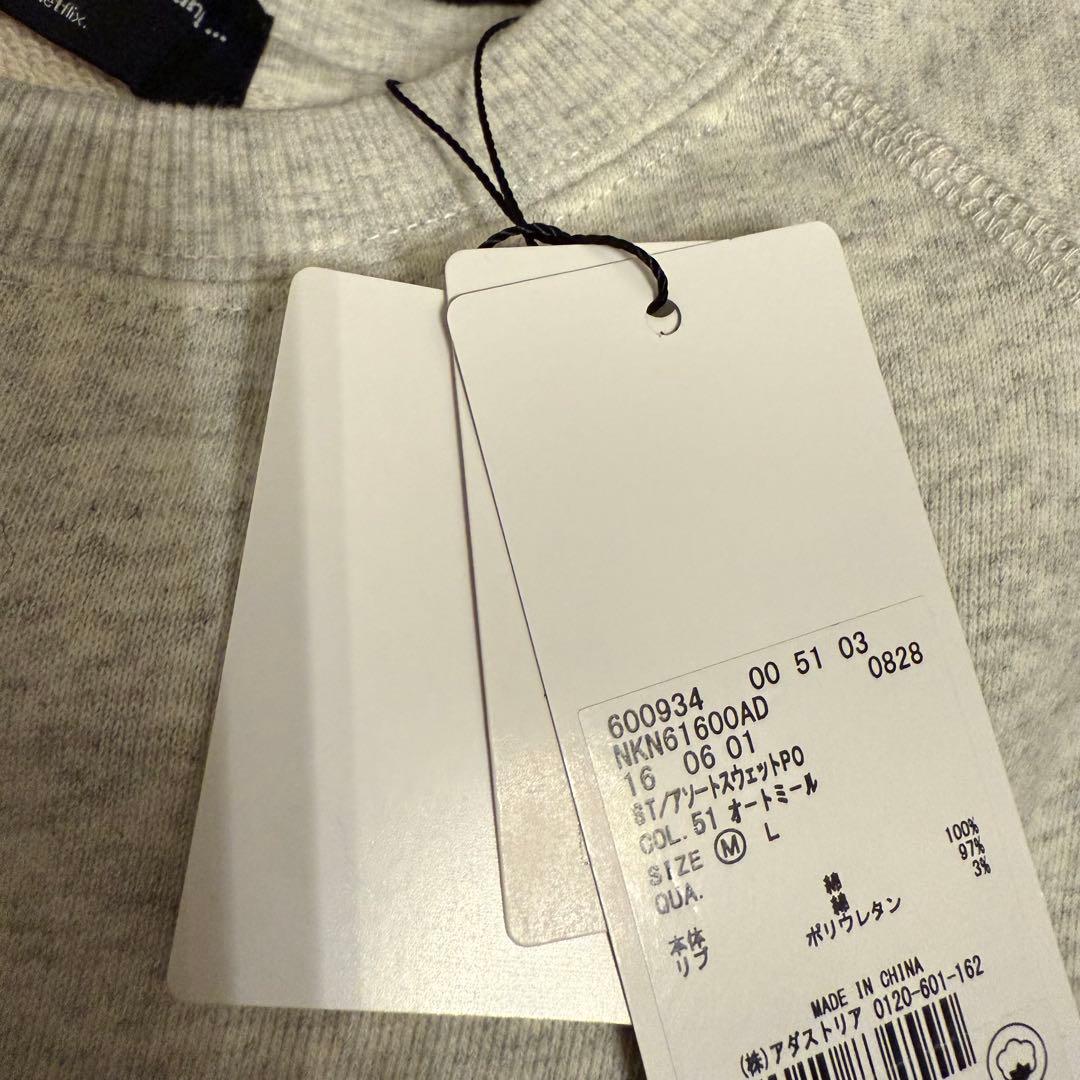 netflix.
600934 00 51 03
NKN61600AD 0828
16 06 01
ST/アソートスウェットPO
COL. 51 オートミール
SIZE Ⓜ L
QUA.
本体 綿 100%
リブ 綿 97%
ポリウレタン 3%
MADE IN CHINA
(株)アダストリア 0120-601-162